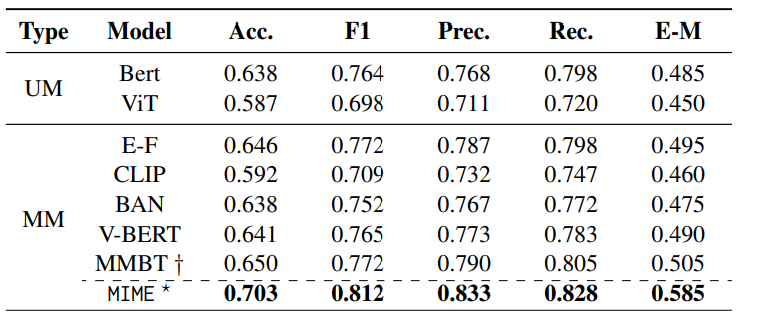 Type Model Acc. F1 Prec. Rec. E-M
UM
Bert 0.638 0.764 0.768 0.798 0.485
ViT 0.587 0.698 0.711 0.720 0.450
MM
E-F 0.646 0.772 0.787 0.798 0.495
CLIP 0.592 0.709 0.732 0.747 0.460
BAN 0.638 0.752 0.767 0.772 0.475
V-BERT 0.641 0.765 0.773 0.783 0.490
MMBT † 0.650 0.772 0.790 0.805 0.505
MIME * 0.703 0.812 0.833 0.828 0.585